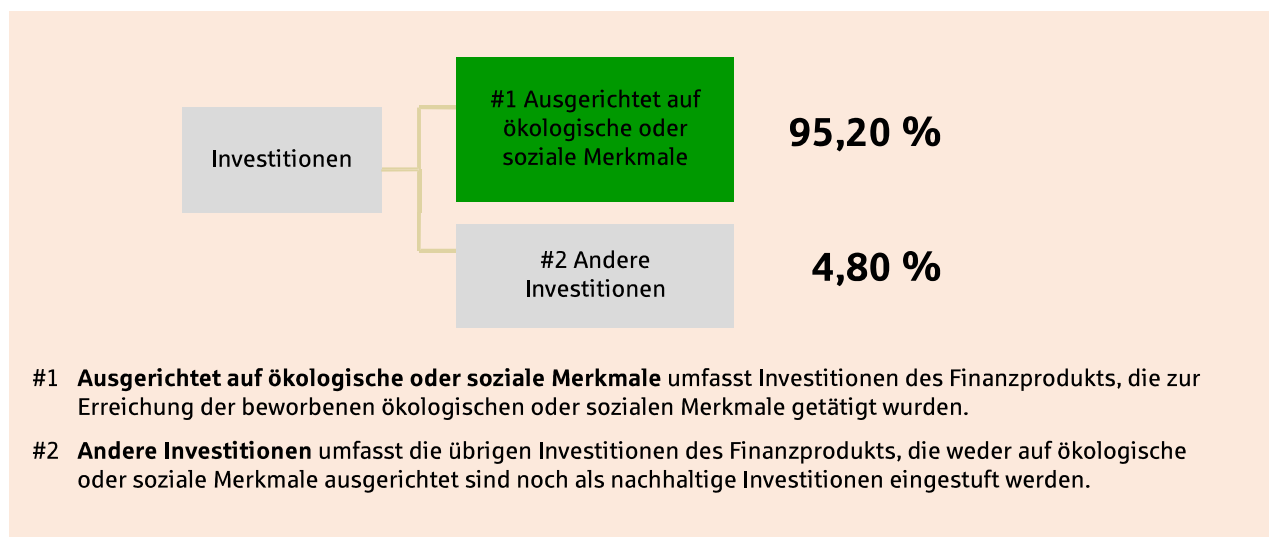 Investitionen
#1 Ausgerichtet auf
ökologische oder
soziale Merkmale
95,20 %
#2 Andere
Investitionen
4,80 %
#1 Ausgerichtet auf ökologische oder soziale Merkmale umfasst Investitionen des Finanzprodukts, die zur
Erreichung der beworbenen ökologischen oder sozialen Merkmale getätigt wurden.
#2 Andere Investitionen umfasst die übrigen Investitionen des Finanzprodukts, die weder auf ökologische
oder soziale Merkmale ausgerichtet sind noch als nachhaltige Investitionen eingestuft werden.